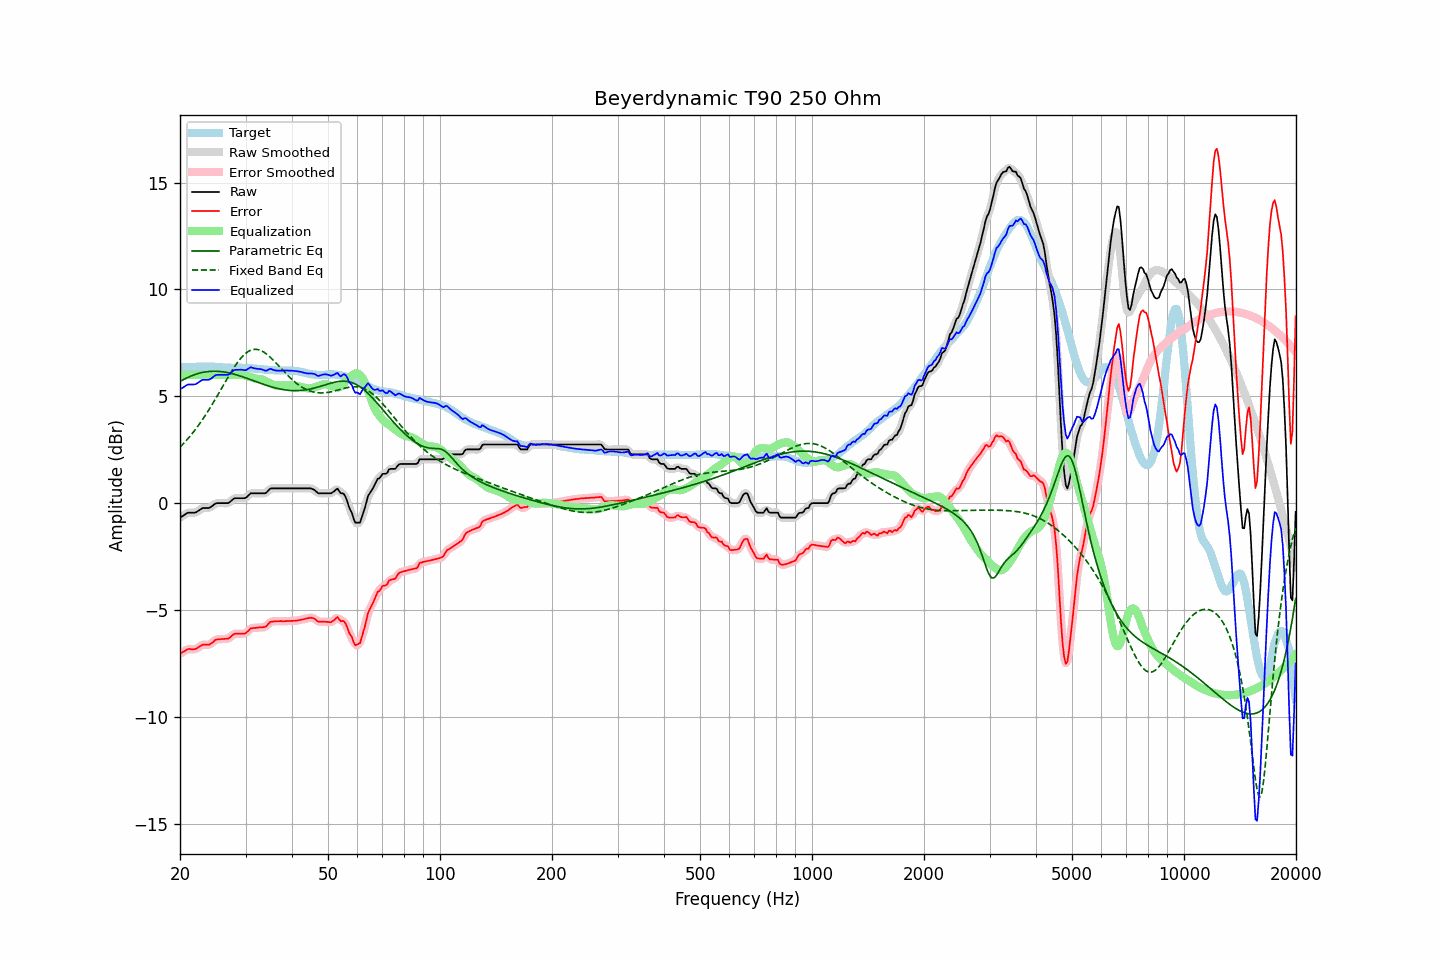 Beyerdynamic T90 250 Ohm
Target
Raw Smoothed
Error Smoothed
Raw
Error
Equalization
Parametric Eq
Fixed Band Eq
Equalized
Amplitude (dBr)
15
10
5
0
−5
−10
−15
20
50
100
200
500
1000
2000
5000
10000
20000
Frequency (Hz)